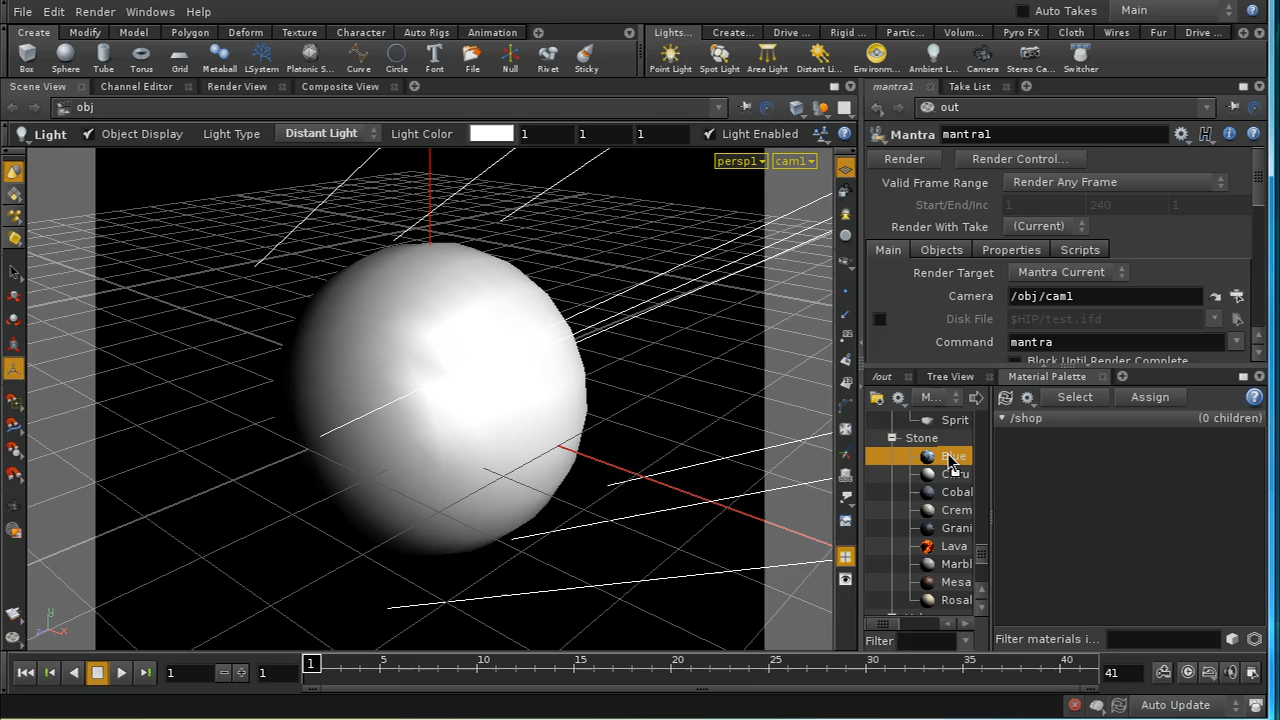 File Edit Render Windows Help Auto Takes Main
Create Modify Model Polygon Deform Texture Character Auto Rigs Animation
Lights... Create... Drive ... Rigid ... Partic... Volum... Pyro FX Cloth Wires Fur Drive ...
Box Sphere Tube Torus Grid Metaball LSystem Platonic S... Curve Circle Font File Null Rivet Sticky
Point Light Spot Light Area Light Distant Li... Environm... Ambient L... Camera Stereo Ca... Switcher
Scene View Channel Editor Render View Composite View
mantra1 Take List
obj
out
Light Object Display Light Type Distant Light Light Color 1 1 1 Light Enabled
Mantra mantra1
persp1 cam1
Render Render Control...
Valid Frame Range Render Any Frame
Start/End/Inc 1 240 1
Render With Take (Current)
Main Objects Properties Scripts
Render Target Mantra Current
Camera /obj/cam1
Disk File $HIP/test.ifd
Command mantra
Block Until Render Complete
/out Tree View Material Palette
M... Select Assign
Sprit
/shop (0 children)
Stone
Blue
Cobal
Crem
Grani
Lava
Marbl
Mesa
Rosal
Filter
Filter materials i...
y
z x
1 1 1 5 10 15 20 25 30 35 40 41
Auto Update